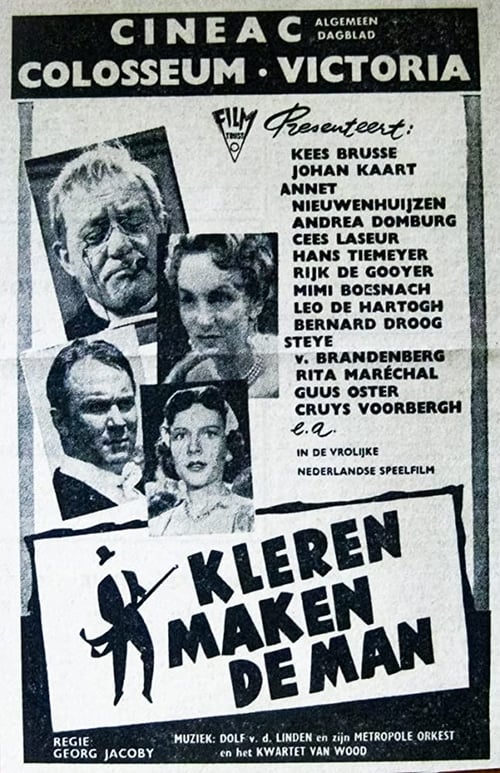 CINEAC ALGEMEEN DAGBLAD
COLOSSEUM · VICTORIA
FILM TRUST
Presenteert:
KEES BRUSSE
JOHAN KAART
ANNET
NIEUWENHUIJZEN
ANDREA DOMBURG
CEES LASEUR
HANS TIEMEYER
RIJK DE GOOYER
MIMI BOESNACH
LEO DE HARTOGH
BERNARD DROOG
STEYE
v. BRANDENBERG
RITA MARÉCHAL
GUUS OSTER
CRUYS VOORBERGH
e.a.
IN DE VROLIJKE
NEDERLANDSE SPEELFILM
KLEREN
MAKEN
DE MAN
REGIE:
GEORG JACOBY
MUZIEK: DOLF v. d. LINDEN en zijn METROPOLE ORKEST
en het KWARTET VAN WOOD